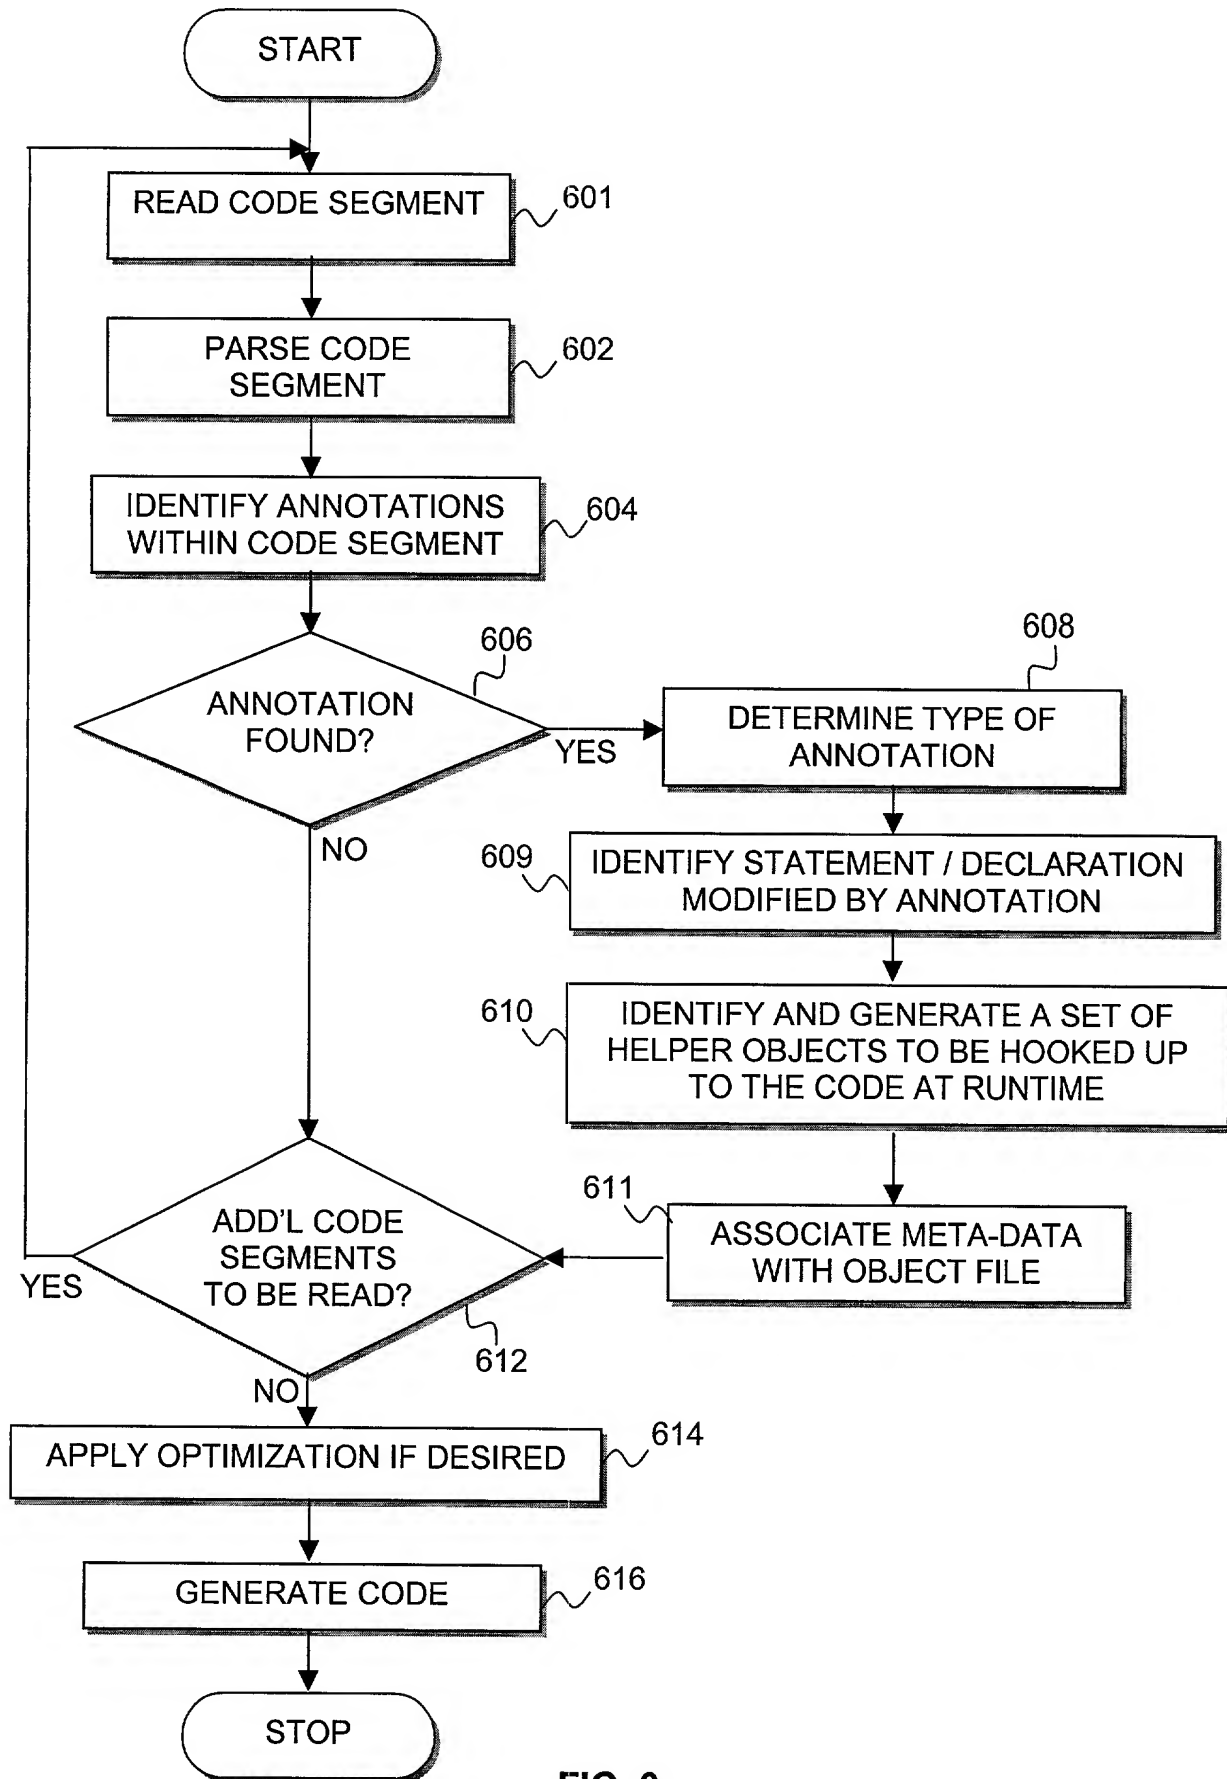 START
READ CODE SEGMENT
601
PARSE CODE
SEGMENT
602
IDENTIFY ANNOTATIONS
WITHIN CODE SEGMENT
604
606
ANNOTATION
FOUND?
YES
NO
608
DETERMINE TYPE OF
ANNOTATION
609
IDENTIFY STATEMENT / DECLARATION
MODIFIED BY ANNOTATION
610
IDENTIFY AND GENERATE A SET OF
HELPER OBJECTS TO BE HOOKED UP
TO THE CODE AT RUNTIME
611
ASSOCIATE META-DATA
WITH OBJECT FILE
ADD'L CODE
SEGMENTS
TO BE READ?
YES
612
NO
APPLY OPTIMIZATION IF DESIRED
614
GENERATE CODE
616
STOP